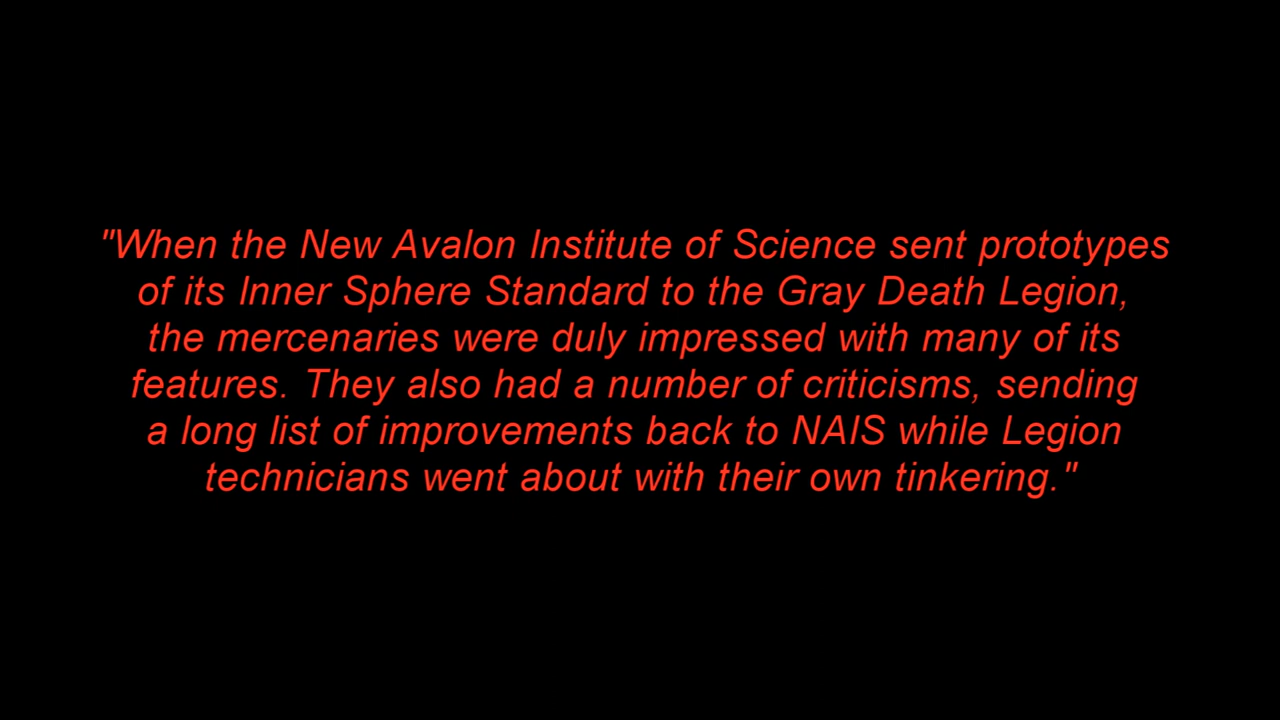 "When the New Avalon Institute of Science sent prototypes
of its Inner Sphere Standard to the Gray Death Legion,
the mercenaries were duly impressed with many of its
features. They also had a number of criticisms, sending
a long list of improvements back to NAIS while Legion
technicians went about with their own tinkering."